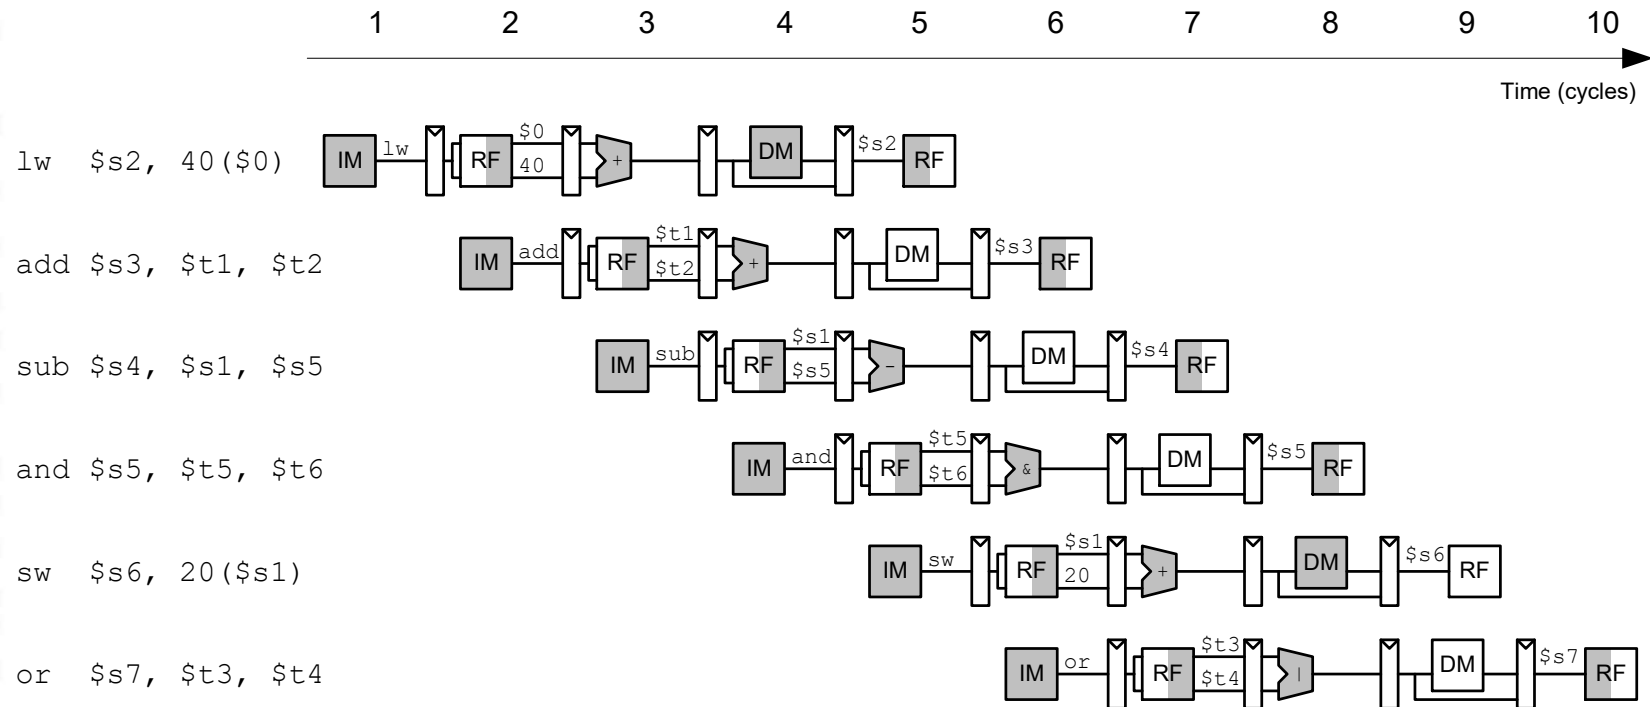 1 2 3 4 5 6 7 8 9 10
Time (cycles)
lw $s2, 40($0) IM lw RF $0 40 + DM $s2 RF
add $s3, $t1, $t2 IM add RF $t1 $t2 + DM $s3 RF
sub $s4, $s1, $s5 IM sub RF $s1 $s5 - DM $s4 RF
and $s5, $t5, $t6 IM and RF $t5 $t6 & DM $s5 RF
sw $s6, 20($s1) IM sw RF $s1 20 + DM $s6 RF
or $s7, $t3, $t4 IM or RF $t3 $t4 | DM $s7 RF